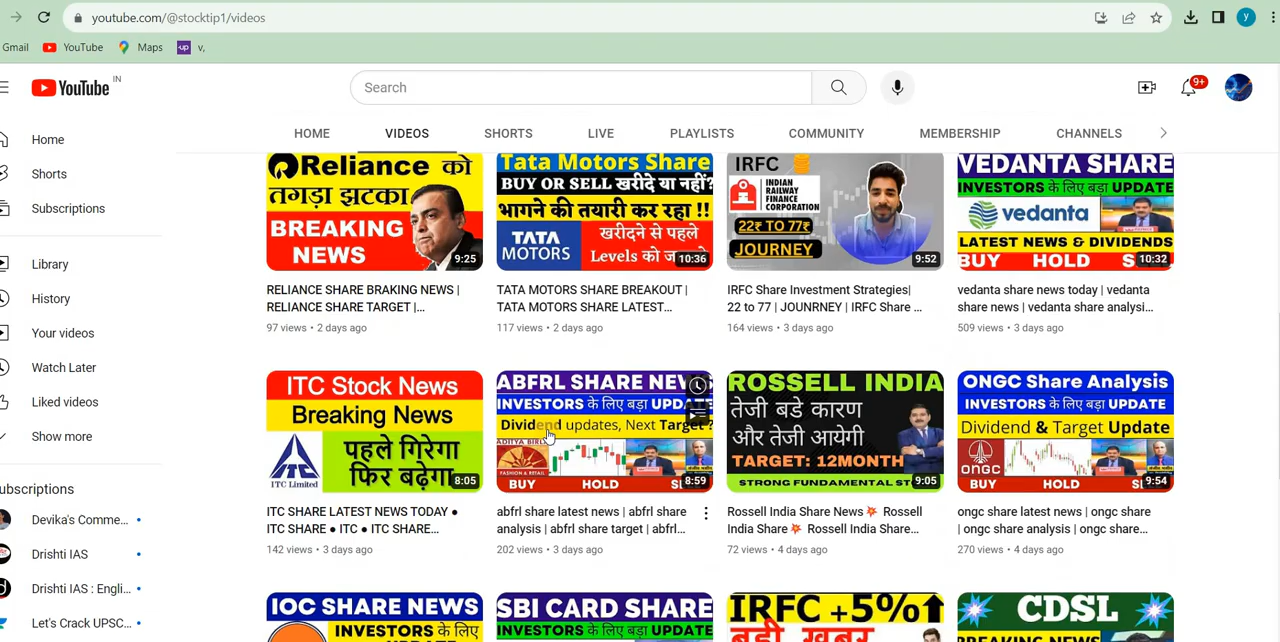 youtube.com/@stocktip1/videos
y
Gmail
YouTube
Maps
up
v,
YouTube
IN
Search
9+
Home
Shorts
Subscriptions
Library
History
Your videos
Watch Later
Liked videos
Show more
ubscriptions
Devika's Comme...
Drishti IAS
Drishti IAS : Engli...
Let's Crack UPSC...
HOME
VIDEOS
SHORTS
LIVE
PLAYLISTS
COMMUNITY
MEMBERSHIP
CHANNELS
Reliance को
तगड़ा झटका
BREAKING
NEWS
9:25
RELIANCE SHARE BRAKING NEWS |
RELIANCE SHARE TARGET |...
97 views • 2 days ago
Tata Motors Share
BUY OR SELL खरीदे या नहीं?
भागने की तयारी कर रहा !!
TATA
MOTORS
खरीदने से पहले
Levels को
10:36
TATA MOTORS SHARE BREAKOUT |
TATA MOTORS SHARE LATEST...
117 views • 2 days ago
IRFC
INDIAN
RAILWAY
FINANCE
CORPORATION
22₹ TO 77₹
JOURNEY
9:52
IRFC Share Investment Strategies|
22 to 77 | JOUNRNEY | IRFC Share ...
164 views • 3 days ago
VEDANTA SHARE
INVESTORS के लिए बड़ा UPDATE
vedanta
LATEST NEWS & DIVIDENDS
BUY HOLD
10:32
vedanta share news today | vedanta
share news | vedanta share analysi...
509 views • 3 days ago
ITC Stock News
Breaking News
ITC Limited
पहले गिरेगा
फिर बढ़ेगा
8:05
ITC SHARE LATEST NEWS TODAY ●
ITC SHARE ● ITC ● ITC SHARE...
142 views • 3 days ago
ABFRL SHARE NEWS
INVESTORS के लिए बड़ा UPDA
Dividend updates, Next Target ?
ADITYA BIRLA
FASHION & RETAIL
BUY HOLD
8:59
abfrl share latest news | abfrl share
analysis | abfrl share target | abfrl...
202 views • 3 days ago
ROSSELL INDIA
तेजी बडे कारण
और तेजी आयेगी
TARGET: 12MONTH
STRONG FUNDAMENTAL ST
9:05
Rossell India Share News💥 Rossell
India Share💥 Rossell India Share...
72 views • 4 days ago
ONGC Share Analysis
INVESTORS के लिए बड़ा UPDATE
Dividend & Target Update
ONGC
BUY HOLD
9:54
ongc share latest news | ongc share
| ongc share analysis | ongc share...
270 views • 4 days ago
IOC SHARE NEWS
INVESTORS के लिए
SBI CARD SHARE
INVESTORS के लिए बड़ा UPDATE
IRFC +5%↑
CDSL